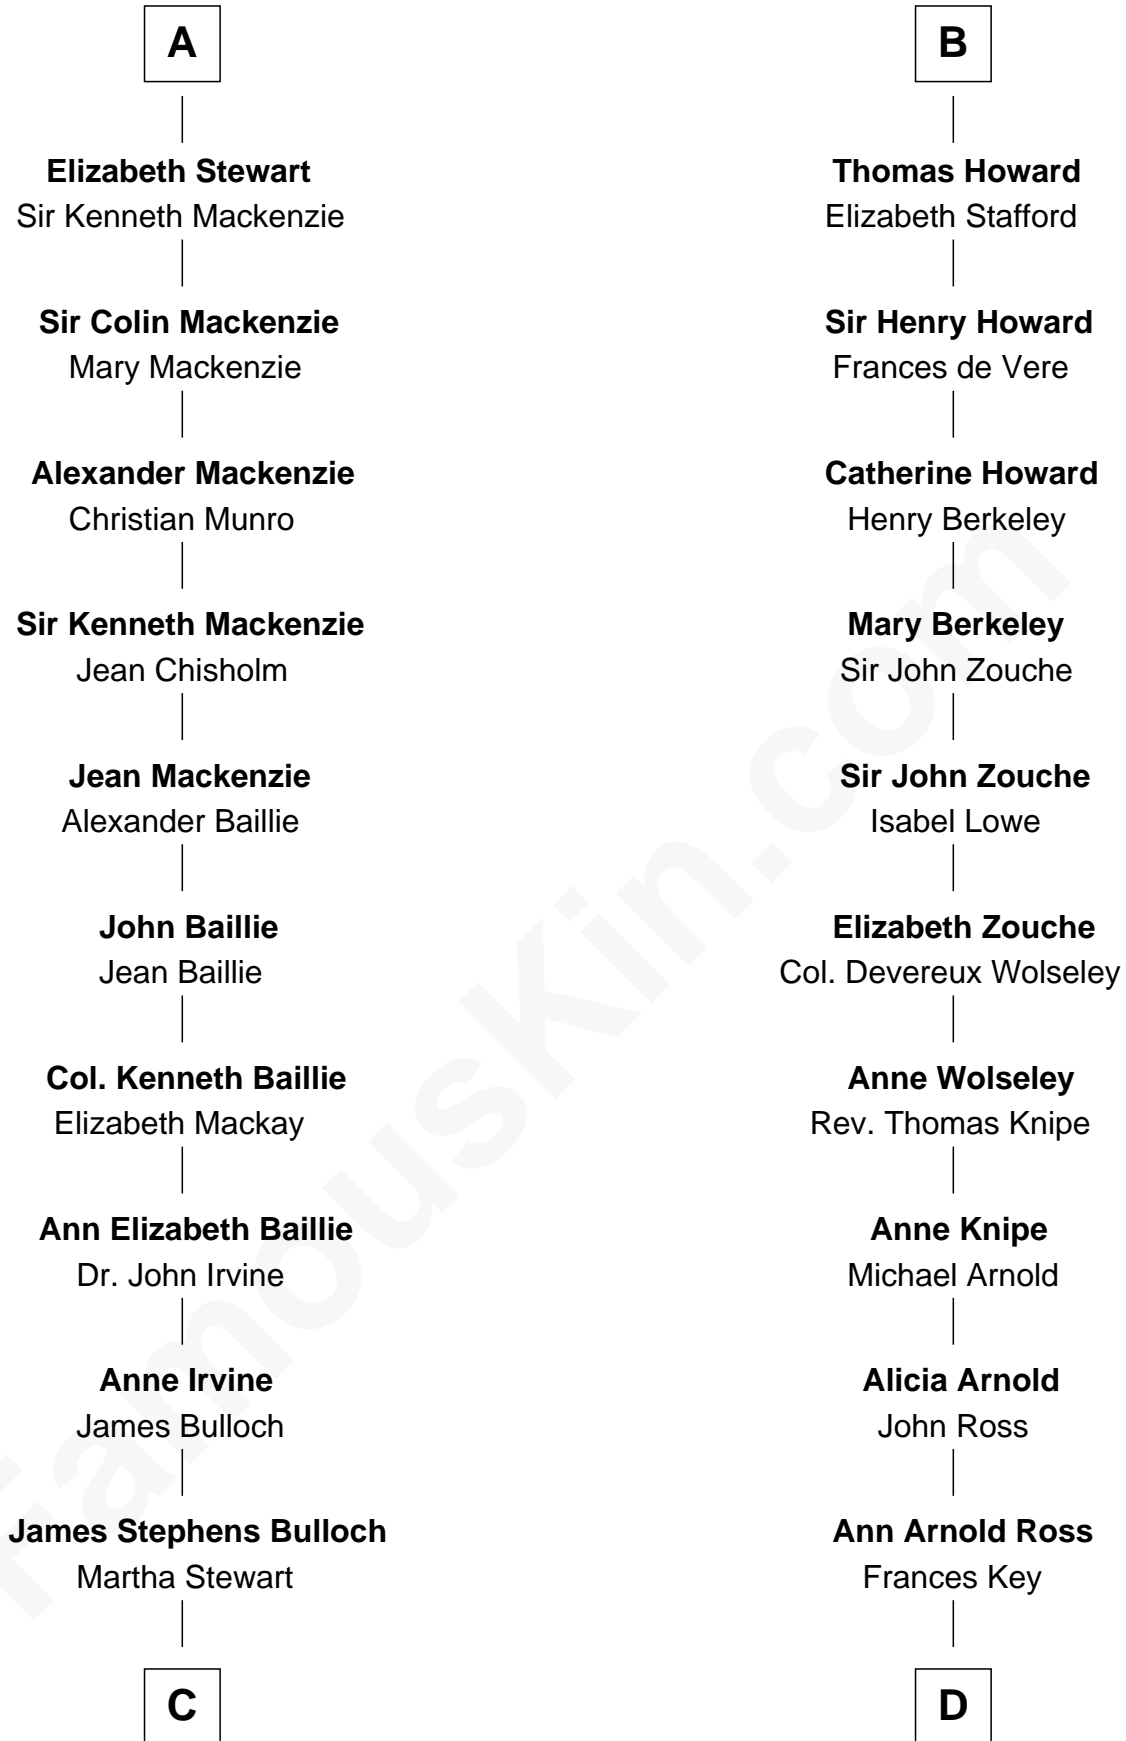 A
Elizabeth Stewart
Sir Kenneth Mackenzie
Sir Colin Mackenzie
Mary Mackenzie
Alexander Mackenzie
Christian Munro
Sir Kenneth Mackenzie
Jean Chisholm
Jean Mackenzie
Alexander Baillie
John Baillie
Jean Baillie
Col. Kenneth Baillie
Elizabeth Mackay
Ann Elizabeth Baillie
Dr. John Irvine
Anne Irvine
James Bulloch
James Stephens Bulloch
Martha Stewart
C
B
Thomas Howard
Elizabeth Stafford
Sir Henry Howard
Frances de Vere
Catherine Howard
Henry Berkeley
Mary Berkeley
Sir John Zouche
Sir John Zouche
Isabel Lowe
Elizabeth Zouche
Col. Devereux Wolseley
Anne Wolseley
Rev. Thomas Knipe
Anne Knipe
Michael Arnold
Alicia Arnold
John Ross
Ann Arnold Ross
Frances Key
D
FamousKin.com